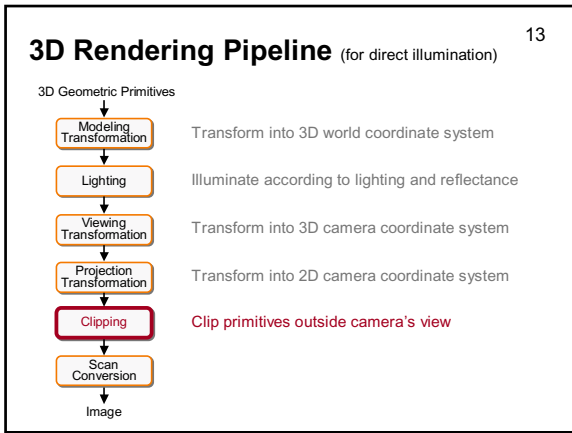 13
3D Rendering Pipeline (for direct illumination)
3D Geometric Primitives
Modeling
Transformation
Transform into 3D world coordinate system
Lighting
Illuminate according to lighting and reflectance
Viewing
Transformation
Transform into 3D camera coordinate system
Projection
Transformation
Transform into 2D camera coordinate system
Clipping
Clip primitives outside camera’s view
Scan
Conversion
Image